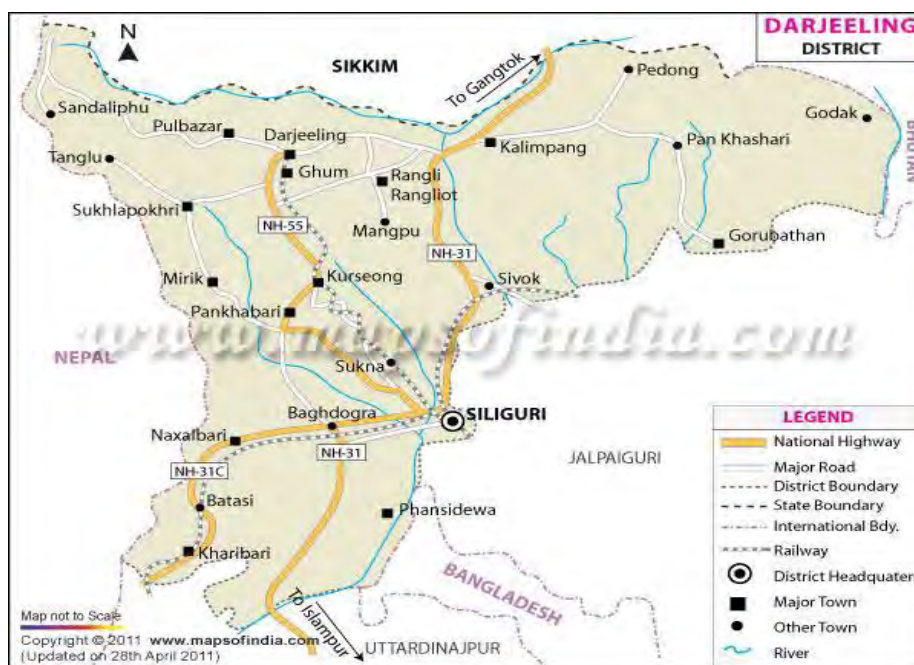 DARJEELING
DISTRICT
N
SIKKIM
To Gangtok
Pedong
Sandaliphu
Godak
Pulbazar
Darjeeling
Kalimpang
Pan Khashari
BHUTAN
Tanglu
Ghum
Rangli
Rangliot
Sukhlapokhri
NH-55
Mangpu
NH-31
Gorubathan
Mirik
Kurseong
Sivok
Pankhabari
www.mapsofindia.com
NEPAL
Sukna
Baghdogra
SILIGURI
Naxalbari
NH-31
NH-31C
JALPAIGURI
Batasi
Phansidewa
Kharibari
BANGLADESH
To Islampur
UTTARDINAJPUR
LEGEND
National Highway
Major Road
District Boundary
State Boundary
International Bdy.
Railway
District Headquater
Major Town
Other Town
River
Map not to Scale
Copyright © 2011 www.mapsofindia.com
(Updated on 28th April 2011)